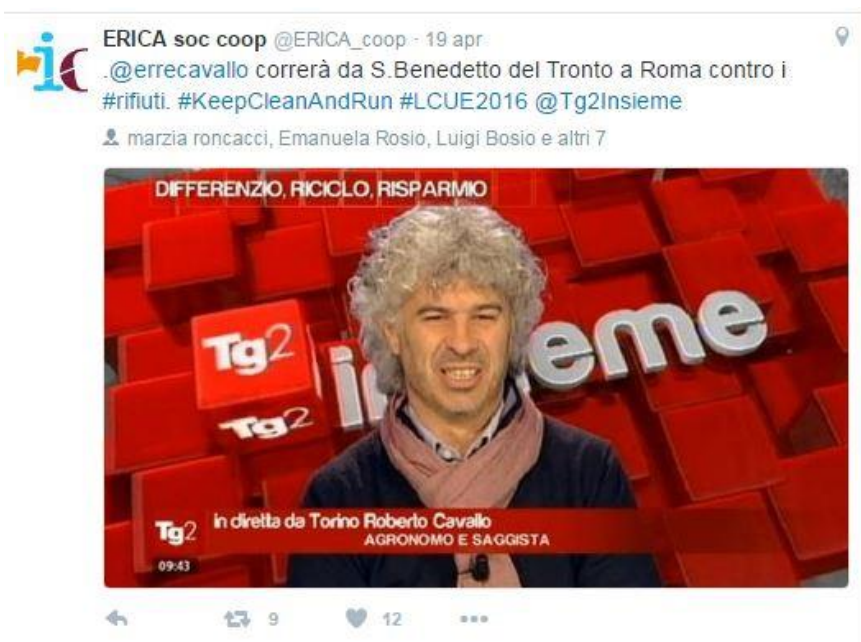 ERICA soc coop @ERICA_coop · 19 apr
.@errecavallo correrà da S.Benedetto del Tronto a Roma contro i
#rifiuti. #KeepCleanAndRun #LCUE2016 @Tg2Insieme
marzia roncacci, Emanuela Rosio, Luigi Bosio e altri 7
DIFFERENZIO, RICICLO, RISPARMIO
Tg2
eme
Tg2
Tg2
in diretta da Torino Roberto Cavallo
AGRONOMO E SAGGISTA
09:43
9
12